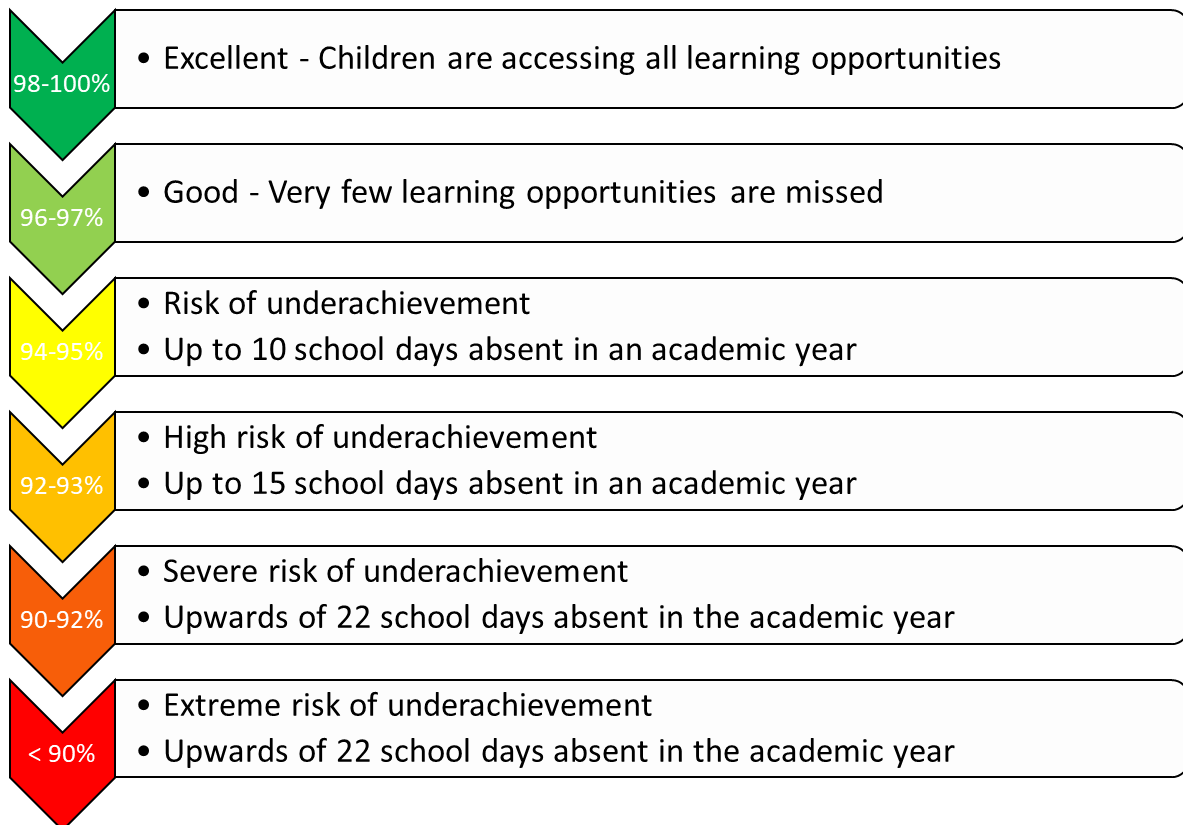 98-100%
• Excellent - Children are accessing all learning opportunities
96-97%
• Good - Very few learning opportunities are missed
94-95%
• Risk of underachievement
• Up to 10 school days absent in an academic year
92-93%
• High risk of underachievement
• Up to 15 school days absent in an academic year
90-92%
• Severe risk of underachievement
• Upwards of 22 school days absent in the academic year
< 90%
• Extreme risk of underachievement
• Upwards of 22 school days absent in the academic year